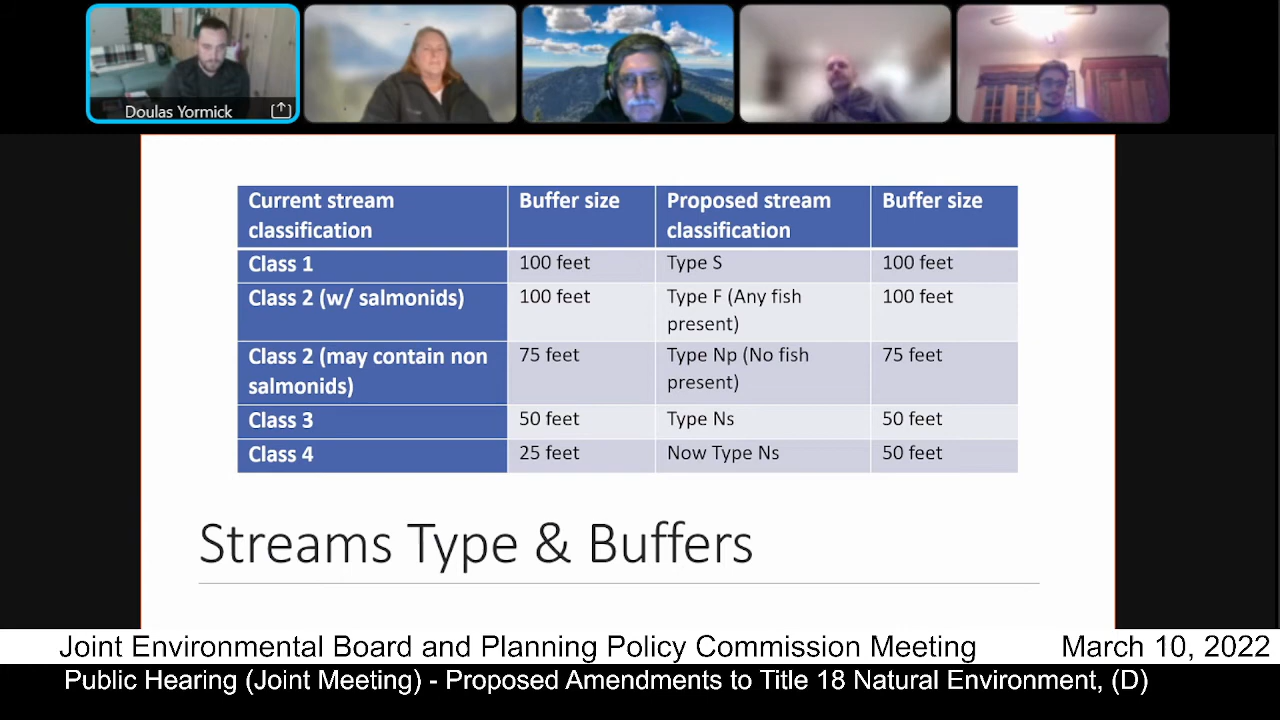 Doulas Yormick
Current stream
classification
Buffer size
Proposed stream
classification
Buffer size
Class 1
100 feet
Type S
100 feet
Class 2 (w/ salmonids)
100 feet
Type F (Any fish
present)
100 feet
Class 2 (may contain non
salmonids)
75 feet
Type Np (No fish
present)
75 feet
Class 3
50 feet
Type Ns
50 feet
Class 4
25 feet
Now Type Ns
50 feet
Streams Type & Buffers
Joint Environmental Board and Planning Policy Commission Meeting
March 10, 2022
Public Hearing (Joint Meeting) - Proposed Amendments to Title 18 Natural Environment, (D)